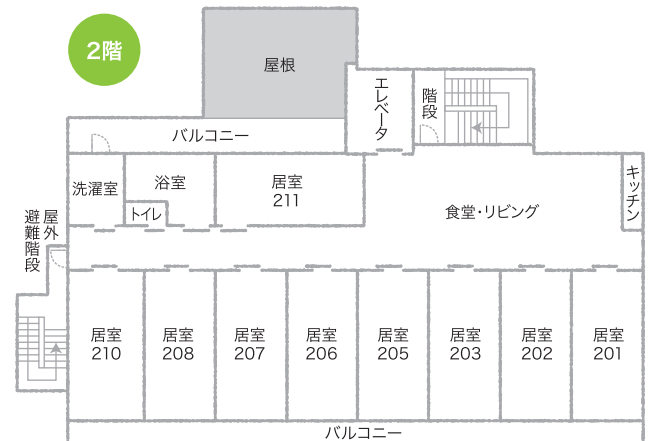 2階
屋根
エレベータ
階段
バルコニー
洗濯室
浴室
トイレ
居室
211
食堂・リビング
キッチン
屋外
避難階段
居室
210
居室
208
居室
207
居室
206
居室
205
居室
203
居室
202
居室
201
バルコニー